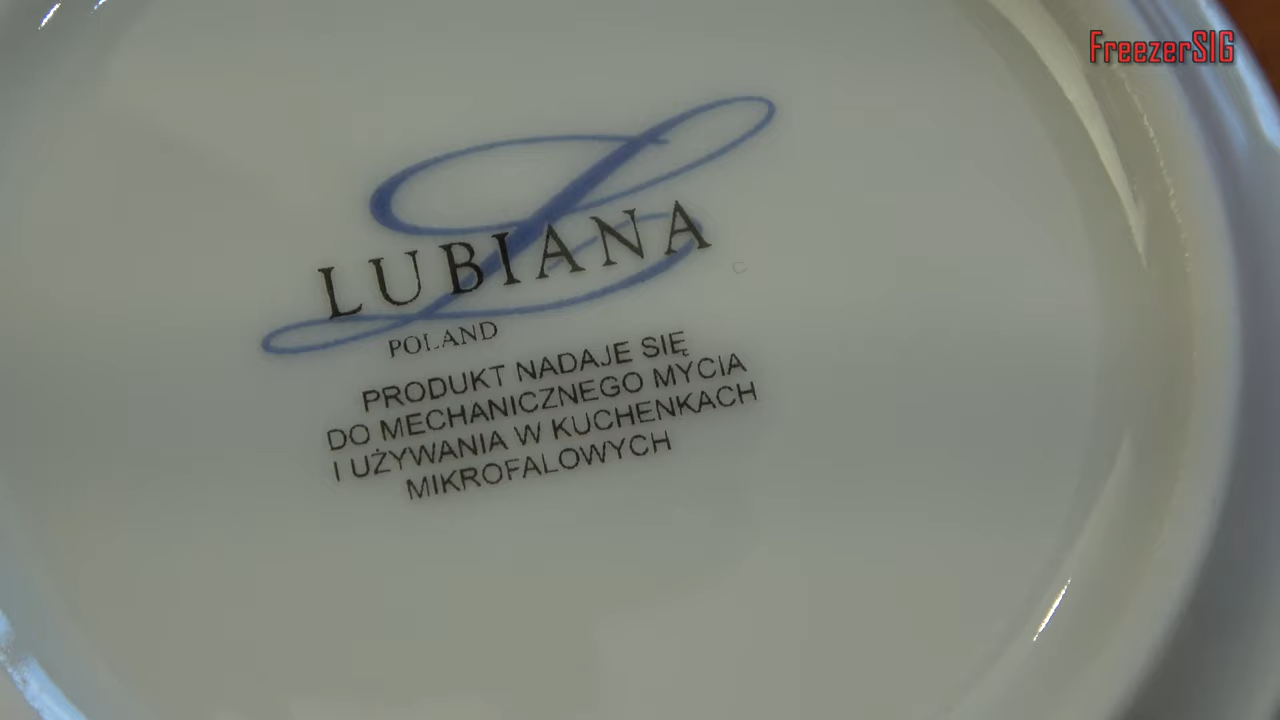 FreezerSIG
LUBIANA
POLAND
PRODUKT NADAJE SIĘ
DO MECHANICZNEGO MYCIA
I UŻYWANIA W KUCHENKACH
MIKROFALOWYCH